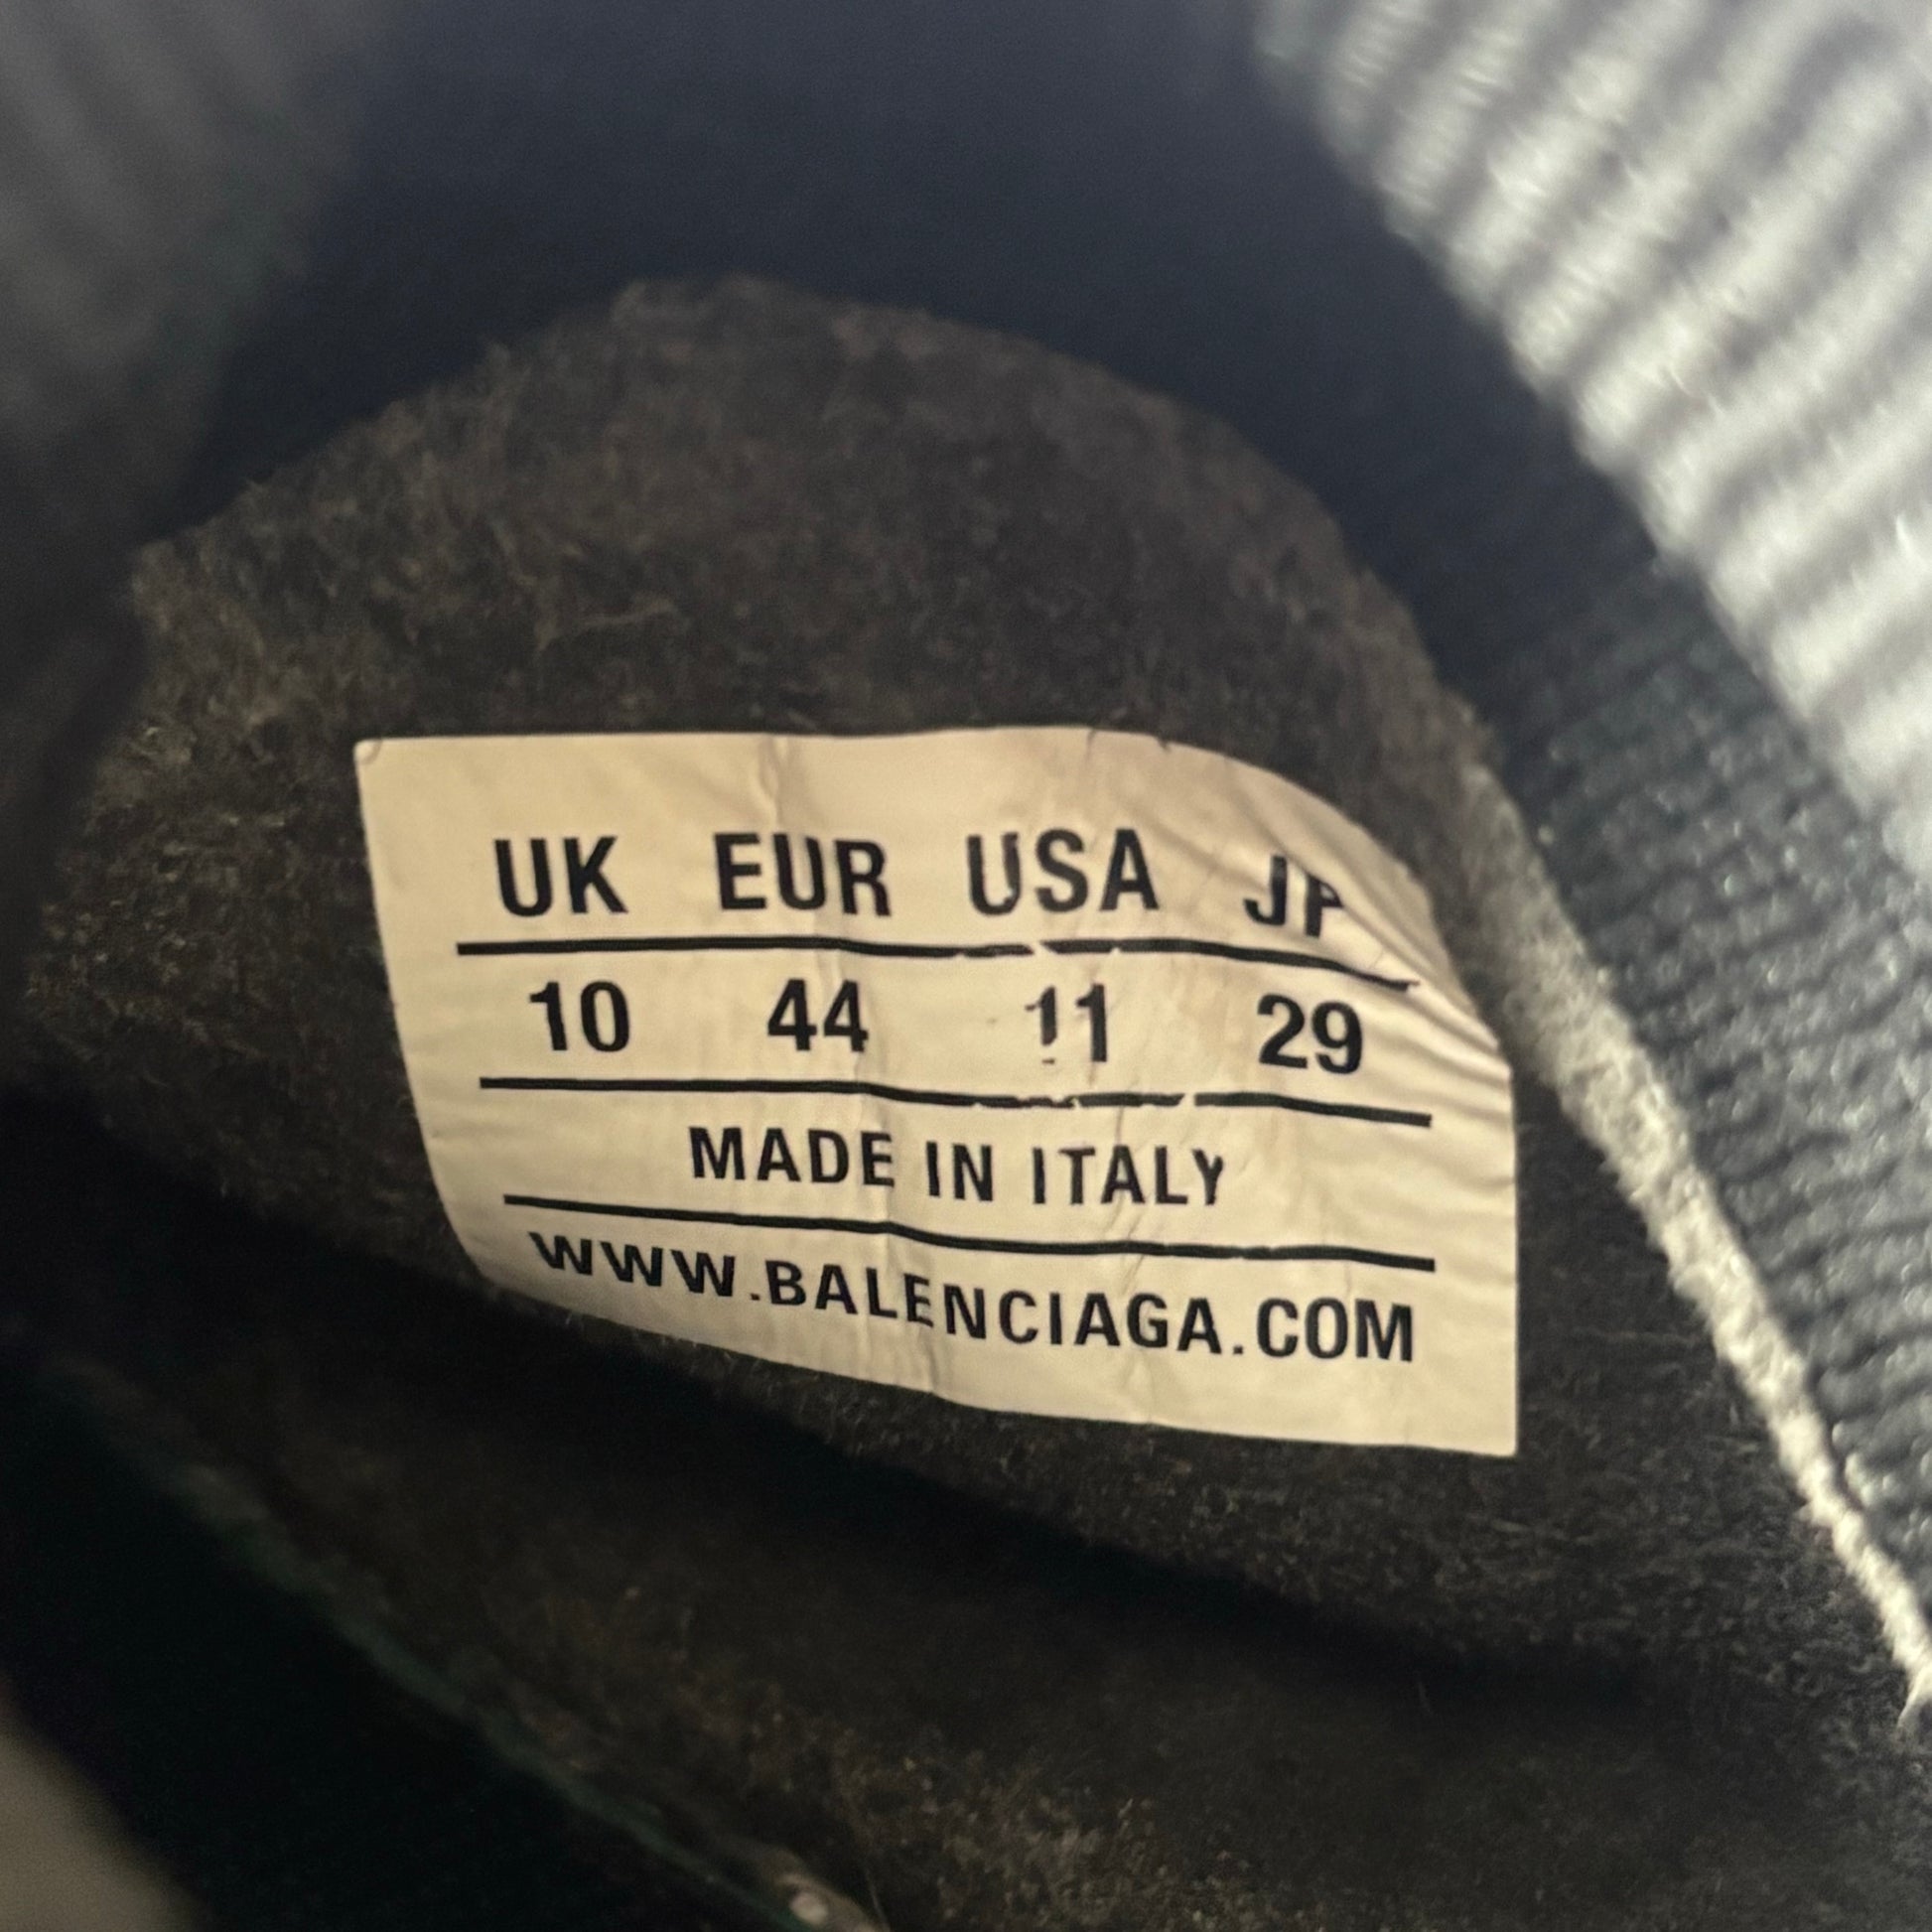 UK EUR USA JP
10 44 11 29
MADE IN ITALY
WWW.BALENCIAGA.COM